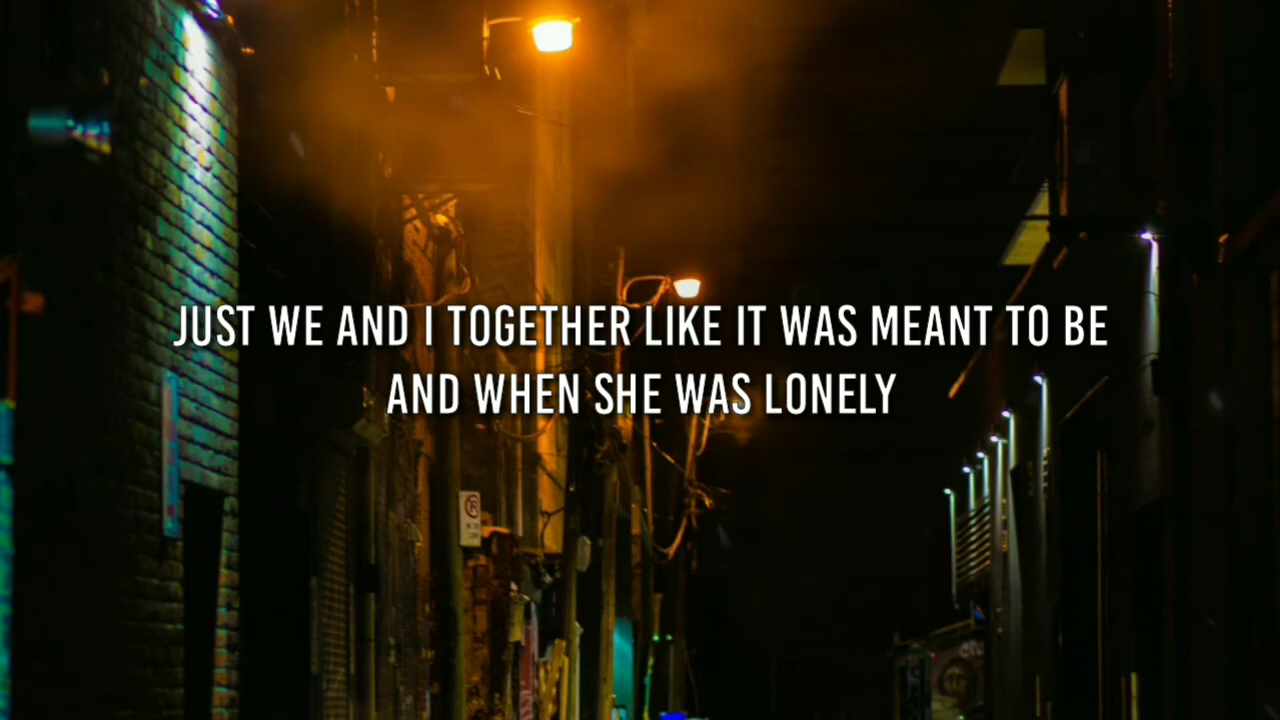 JUST WE AND I TOGETHER LIKE IT WAS MEANT TO BE
AND WHEN SHE WAS LONELY